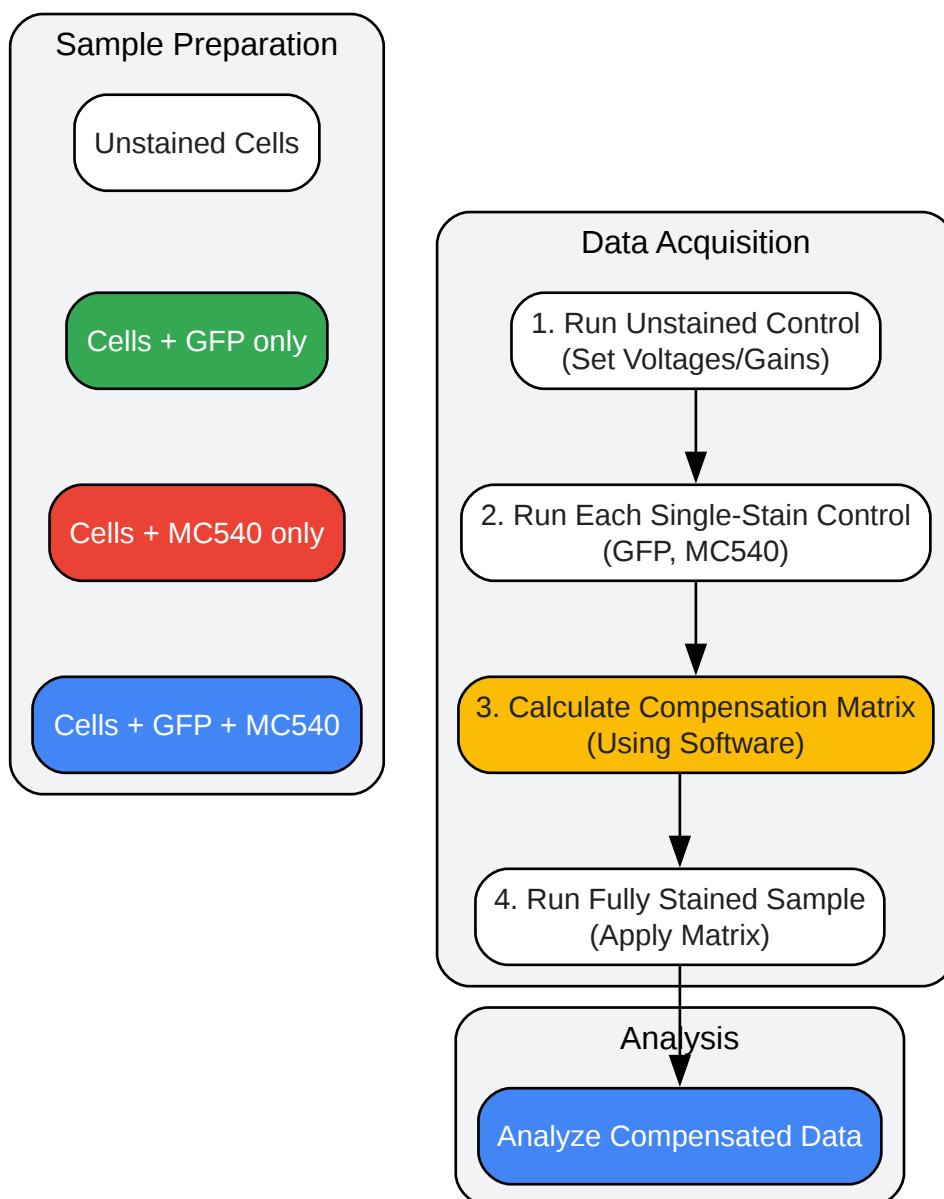 Sample Preparation
Unstained Cells
Cells + GFP only
Cells + MC540 only
Cells + GFP + MC540
Data Acquisition
1. Run Unstained Control
(Set Voltages/Gains)
2. Run Each Single-Stain Control
(GFP, MC540)
3. Calculate Compensation Matrix
(Using Software)
4. Run Fully Stained Sample
(Apply Matrix)
Analysis
Analyze Compensated Data